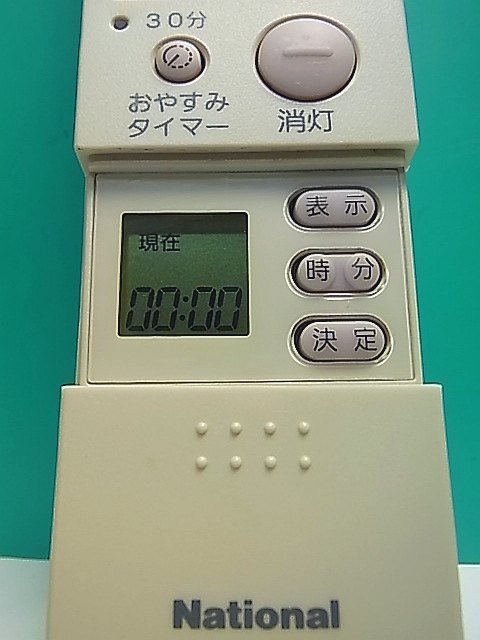 30分
おやすみ
タイマー
消灯
現在
00:00
表示
時分
決定
National